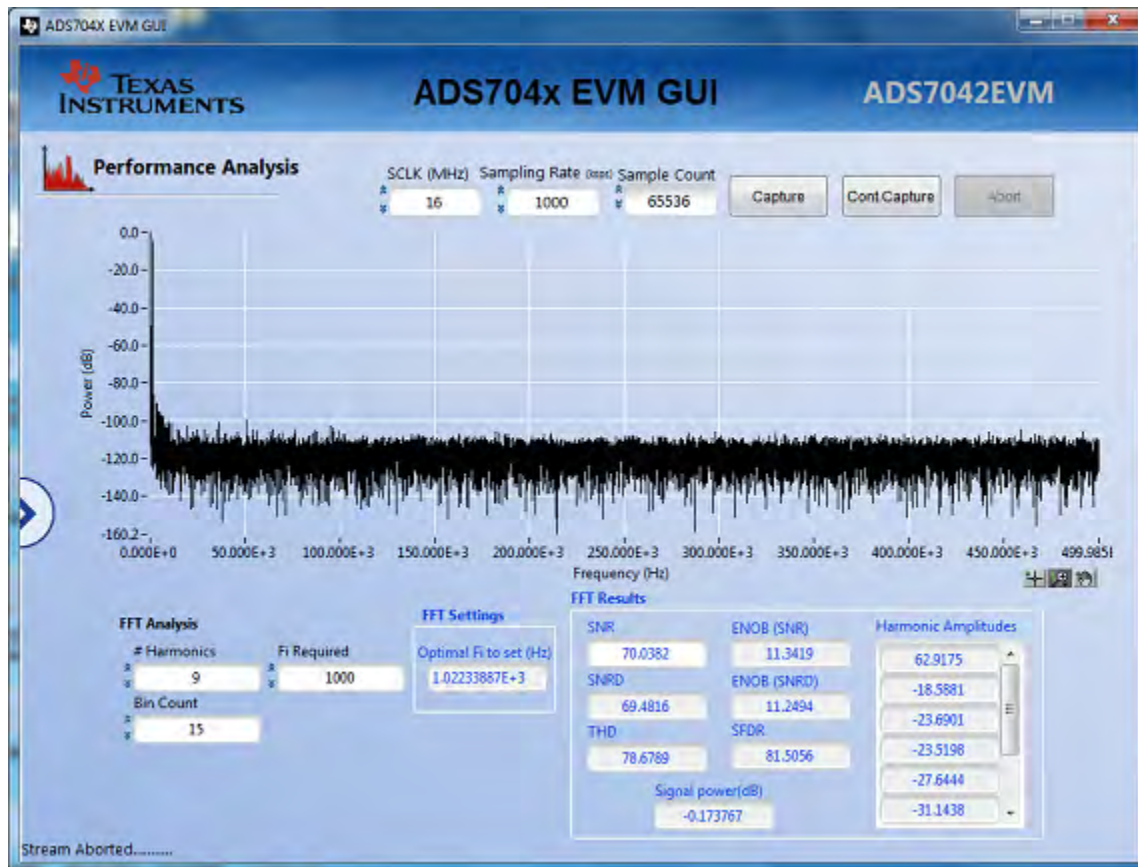 ADS704X EVM GUI
TEXAS INSTRUMENTS
ADS704x EVM GUI
ADS7042EVM
Performance Analysis
SCLK (MHz)
16
Sampling Rate (ksps)
1000
Sample Count
65536
Capture
Cont Capture
Abort
Power (dB)
0.0
-20.0
-40.0
-60.0
-80.0
-100.0
-120.0
-140.0
-160.2
0.000E+0 50.000E+3 100.000E+3 150.000E+3 200.000E+3 250.000E+3 300.000E+3 350.000E+3 400.000E+3 450.000E+3 499.985E
Frequency (Hz)
FFT Analysis
# Harmonics
9
Fi Required
1000
Bin Count
15
FFT Settings
Optimal Fi to set (Hz)
1.02233887E+3
FFT Results
SNR
70.0382
ENOB (SNR)
11.3419
SNRD
69.4816
ENOB (SNRD)
11.2494
THD
78.6789
SFDR
81.5056
Signal power(dB)
-0.173767
Harmonic Amplitudes
62.9175
-18.5881
-23.6901
-23.5198
-27.6444
-31.1438
Stream Aborted.........